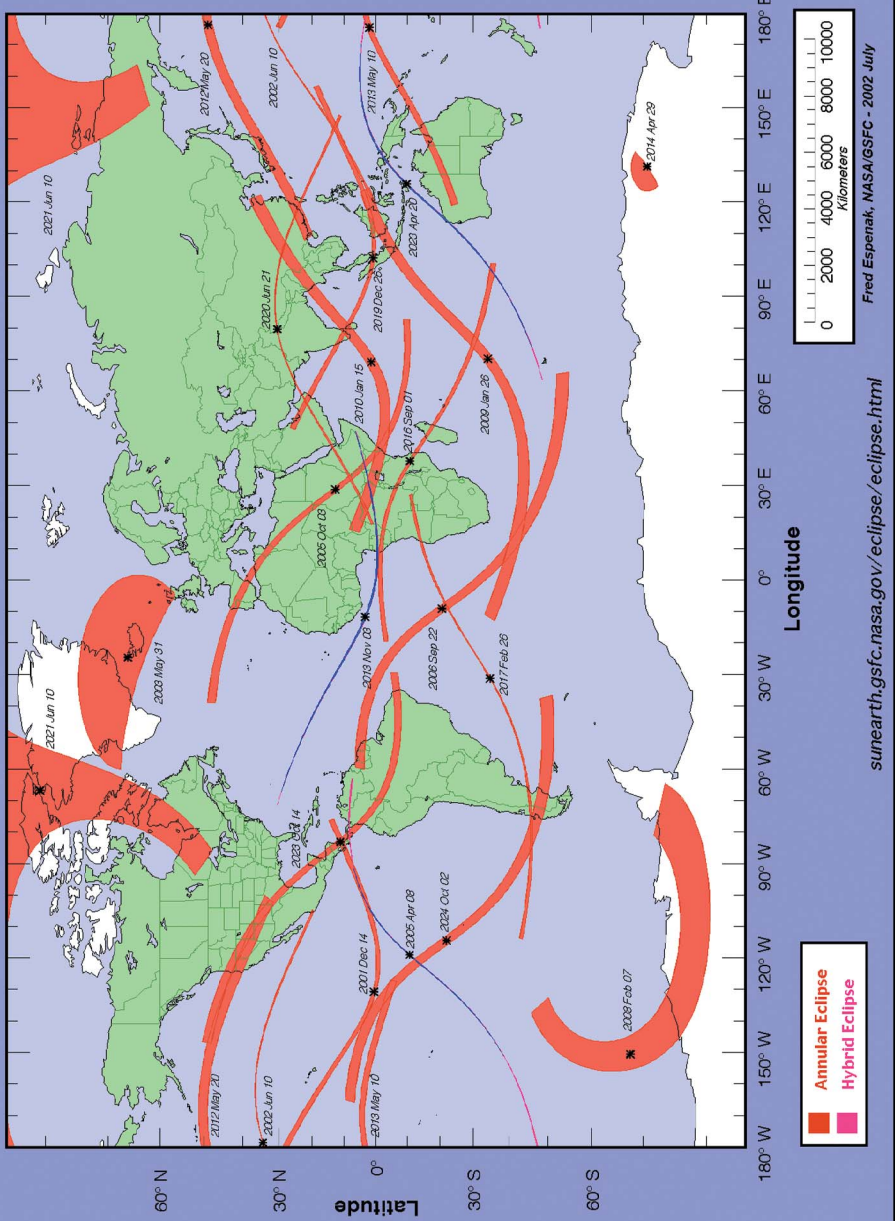 2021 Jun 10
2021 Jun 10
2003 May 31
60° N
2012 May 20
2012 May 20
2002 Jun 10
2020 Jun 21
30° N
2002 Jun 10
2023 Oct 14
2005 Oct 03
2010 Jan 15
2019 Dec 26
2013 May 10
Latitude
0°
2013 May 10
2001 Dec 14
2013 Nov 03
2016 Sep 01
2023 Apr 20
2005 Apr 08
2024 Oct 02
2006 Sep 22
30° S
2017 Feb 26
2009 Jan 26
60° S
2008 Feb 07
2014 Apr 29
180° W
150° W
120° W
90° W
60° W
30° W
0°
30° E
60° E
90° E
120° E
150° E
180° E
Longitude
Annular Eclipse
Hybrid Eclipse
0
2000
4000
6000
8000
10000
Kilometers
Fred Espenak, NASA/GSFC - 2002 July
sunearth.gsfc.nasa.gov/eclipse/eclipse.html